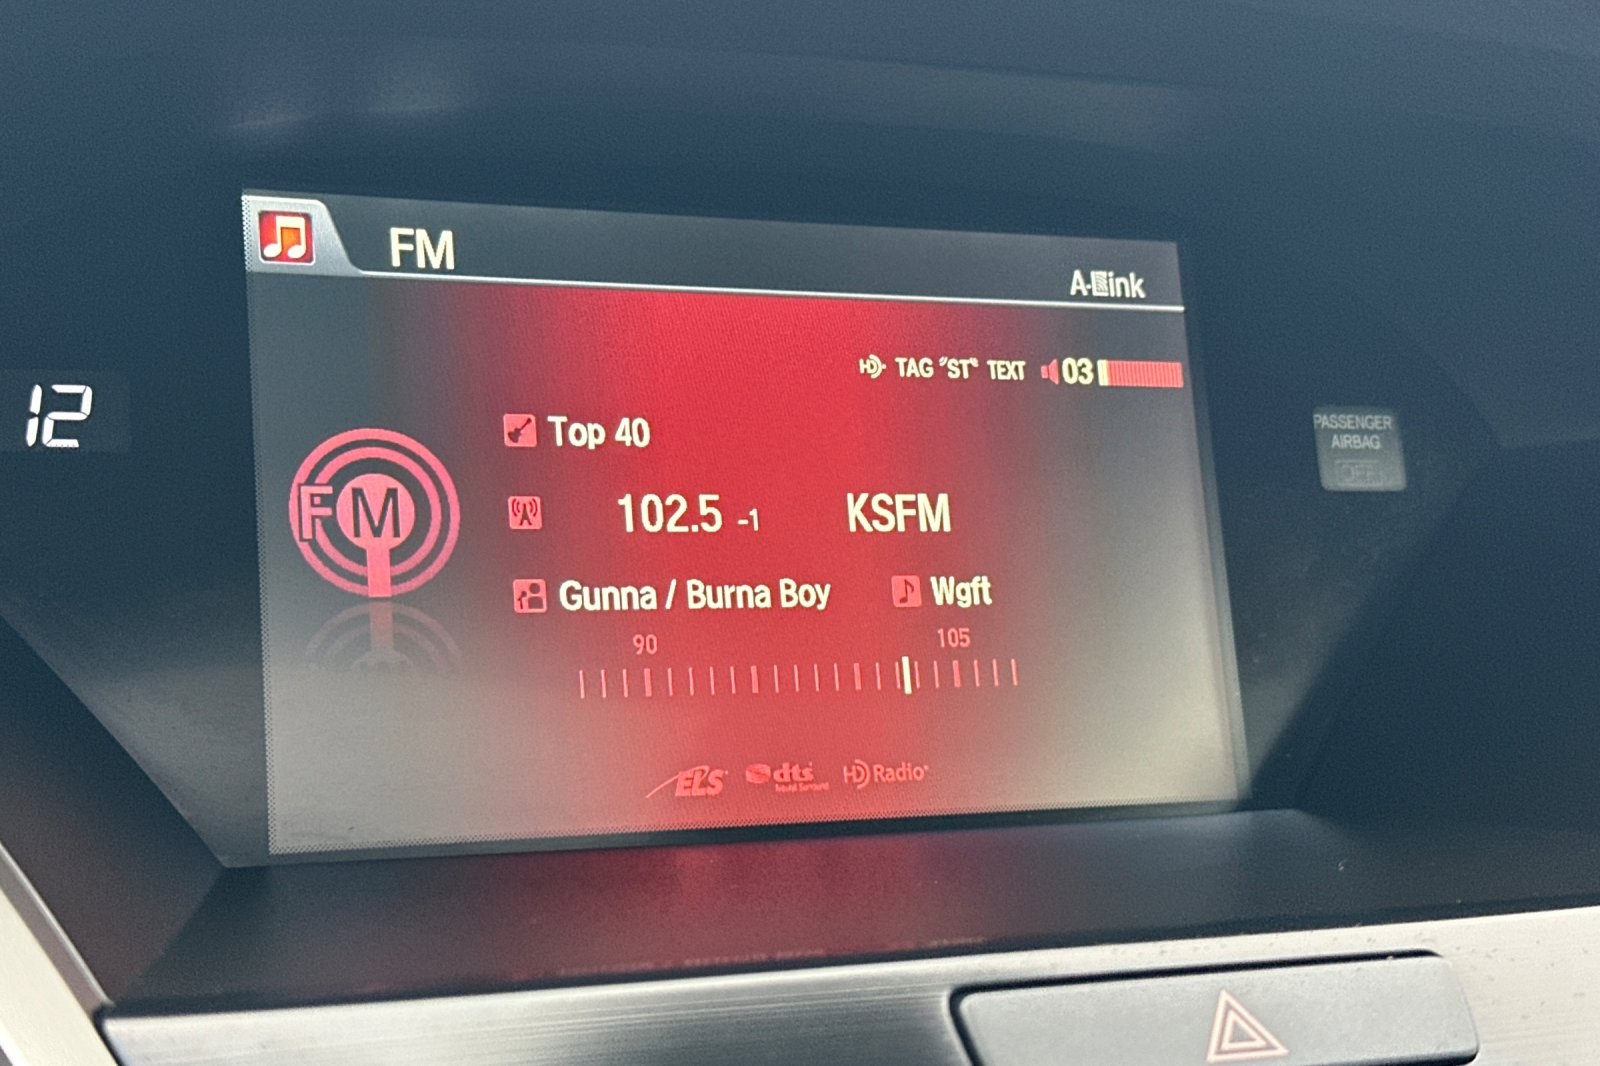 FM
A-Link
HD TAG "ST" TEXT 03
12
PASSENGER
AIRBAG
OFF
Top 40
FM
102.5 -1 KSFM
Gunna / Burna Boy Wgft
90 105
ELS dts HD Radio